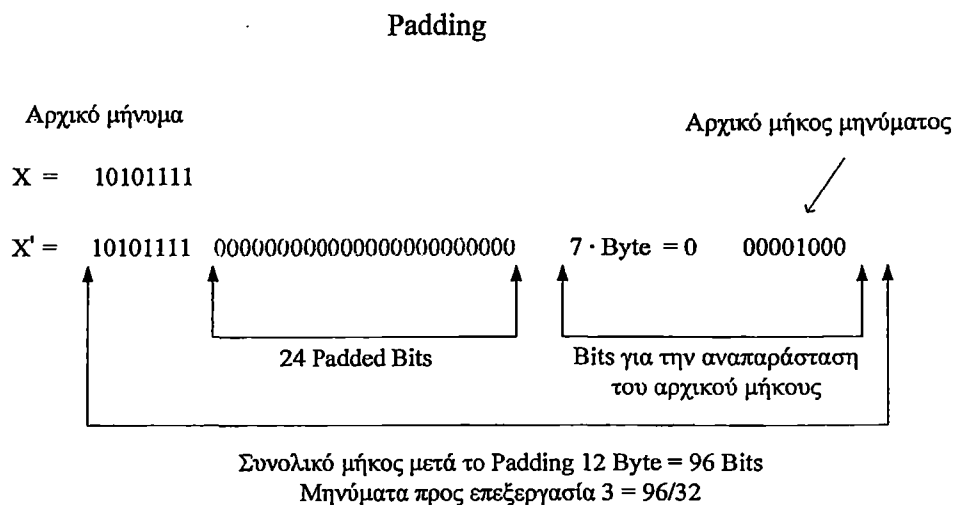 Padding
Αρχικό μήνυμα
Αρχικό μήκος μηνύματος
X = 10101111
X' = 10101111 000000000000000000000000 7 · Byte = 0 00001000
24 Padded Bits
Bits για την αναπαράσταση
του αρχικού μήκους
Συνολικό μήκος μετά το Padding 12 Byte = 96 Bits
Μηνύματα προς επεξεργασία 3 = 96/32